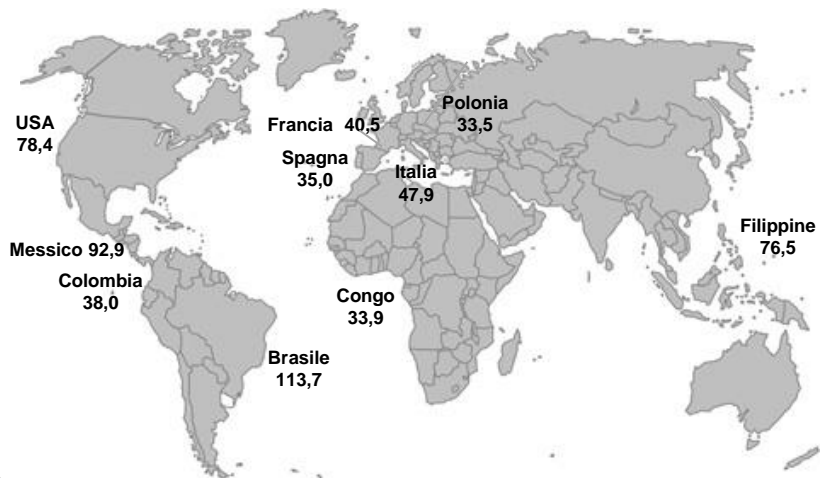 Polonia
33,5
USA
78,4
Francia 40,5
Spagna
35,0
Italia
47,9
Filippine
76,5
Messico 92,9
Colombia
38,0
Congo
33,9
Brasile
113,7